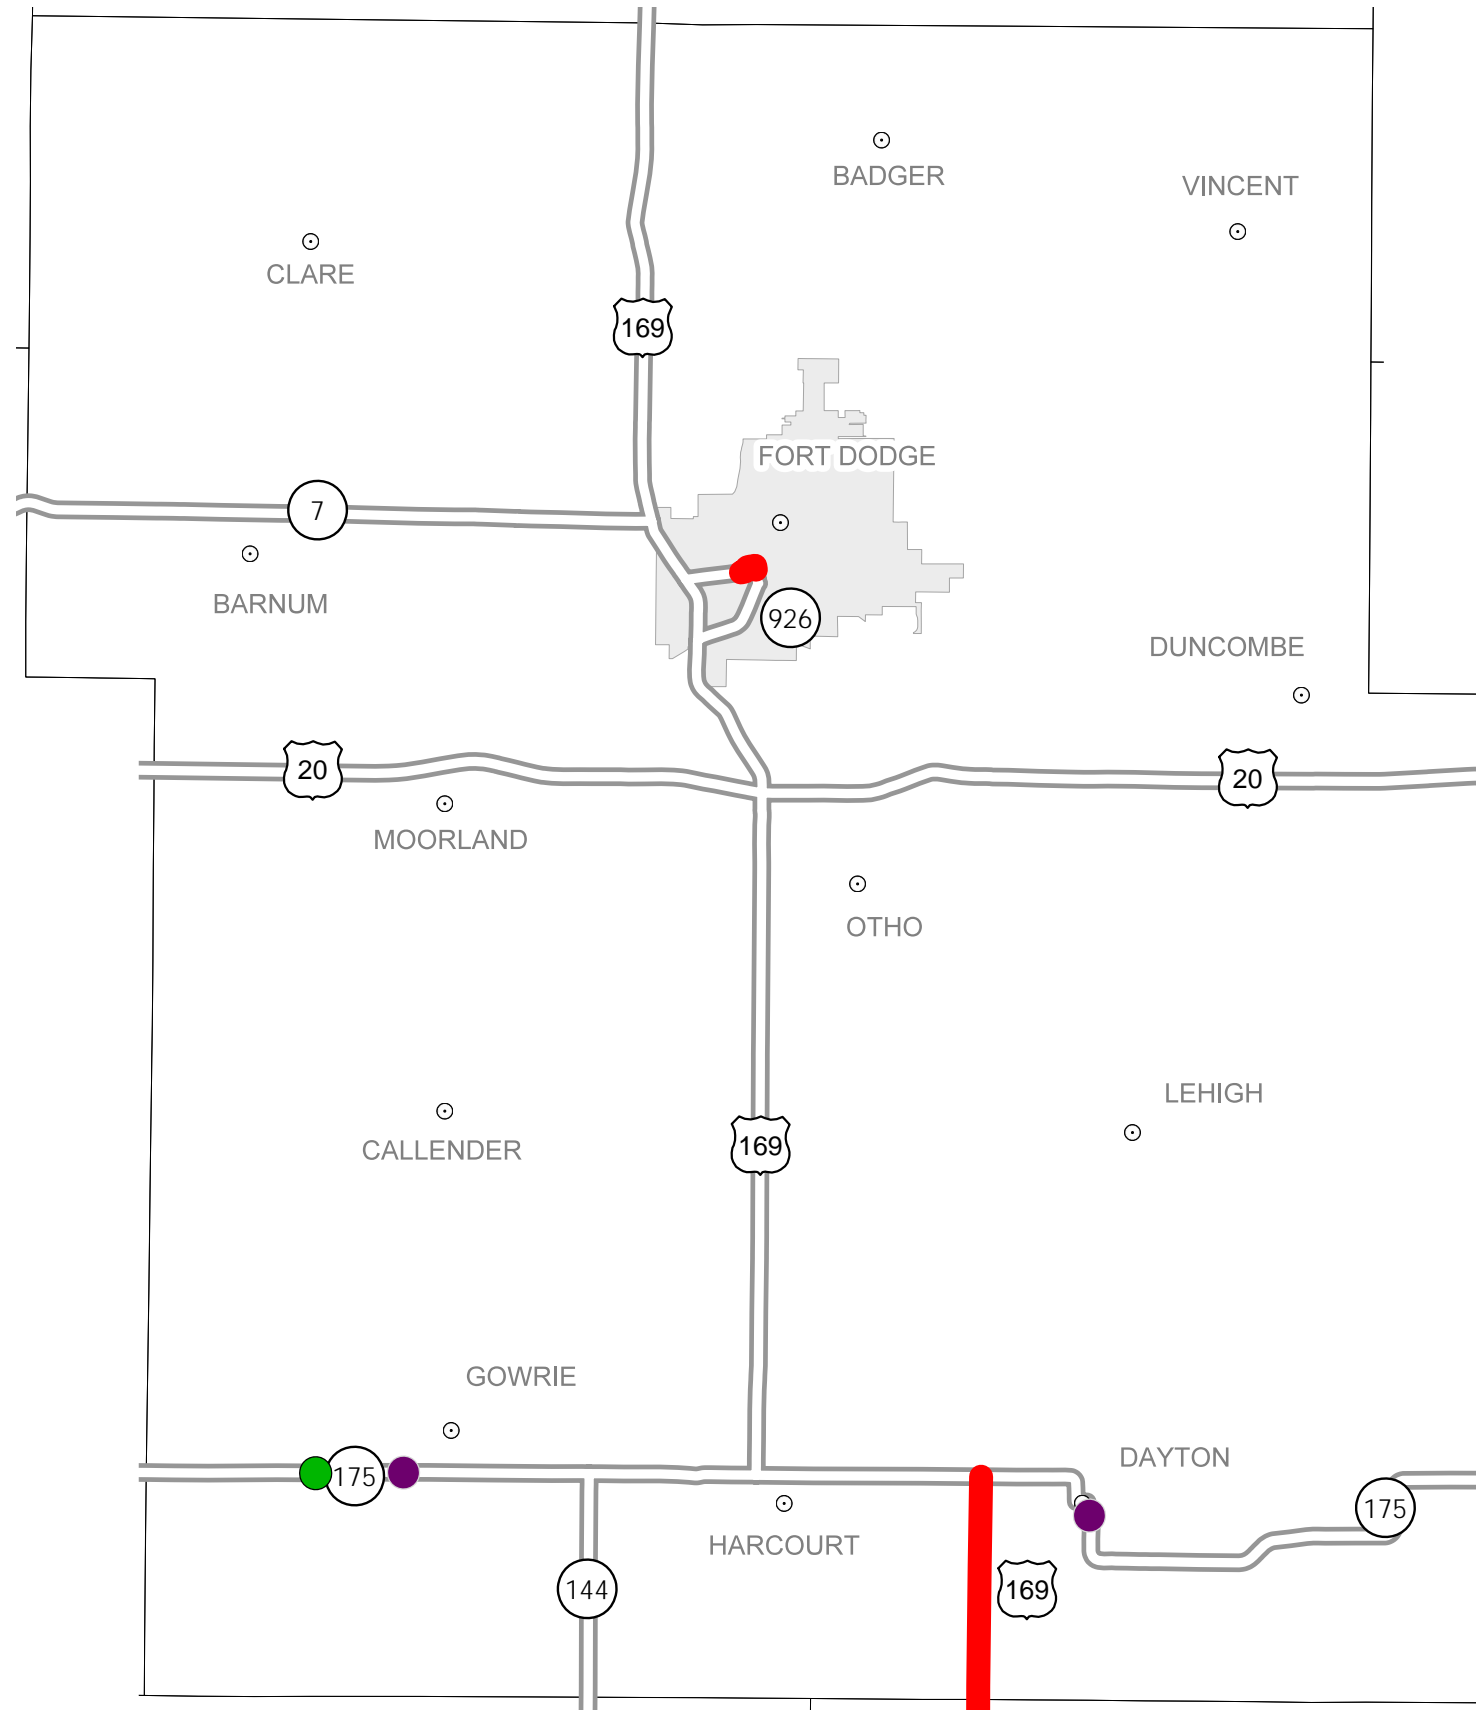 BADGER
VINCENT
CLARE
169
FORT DODGE
7
BARNUM
926
DUNCOMBE
20
20
MOORLAND
OTHO
LEHIGH
CALLENDER
169
GOWRIE
DAYTON
175
175
HARCOURT
144
169